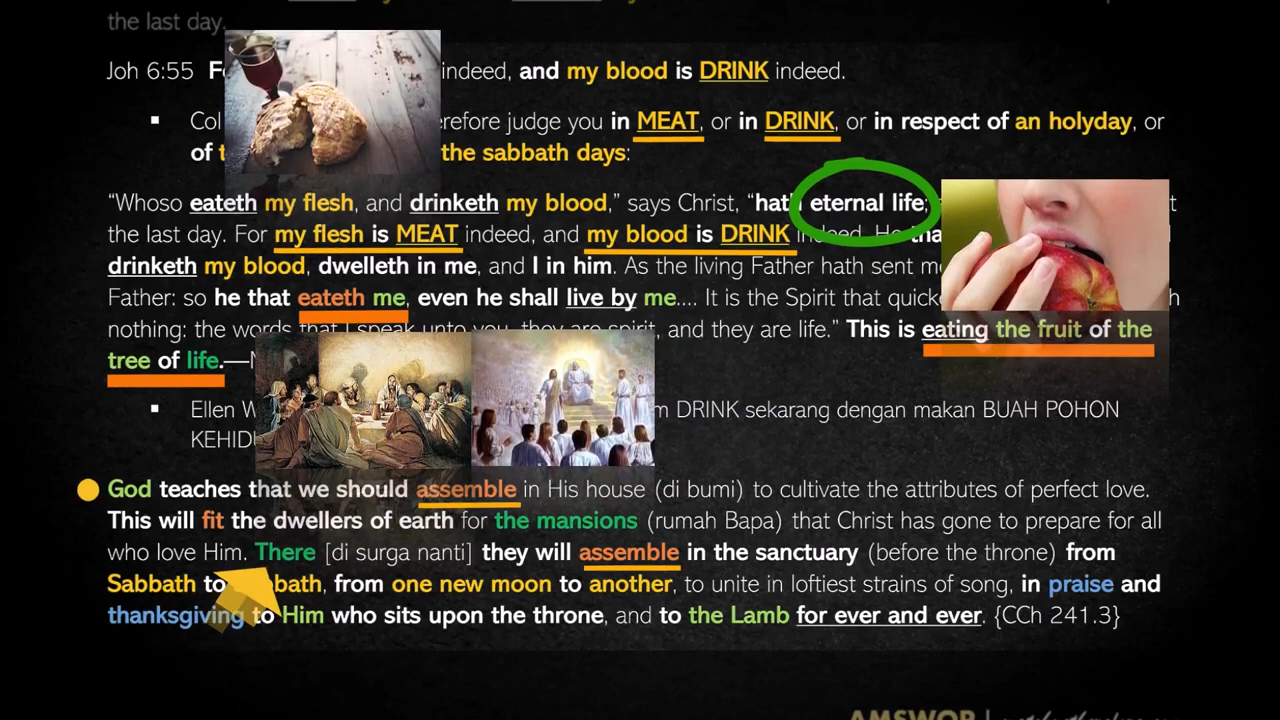 the last day.
Joh 6:55 indeed, and my blood is DRINK indeed.
▪ judge you in MEAT, or in DRINK, or in respect of an holyday, or
of the sabbath days:
“Whoso eateth my flesh, and drinketh my blood,” says Christ, “hath eternal life;
the last day. For my flesh is MEAT indeed, and my blood is DRINK indeed. He
drinketh my blood, dwelleth in me, and I in him. As the living Father hath sent
Father: so he that eateth me, even he shall live by me.... It is the Spirit that
nothing: the words that I speak unto you, they are spirit, and they are life.” This is eating the fruit of the
tree of life.—
▪ Ellen DRINK sekarang dengan makan BUAH POHON
God teaches that we should assemble in His house (di bumi) to cultivate the attributes of perfect love.
This will fit the dwellers of earth for the mansions (rumah Bapa) that Christ has gone to prepare for all
who love Him. There [di surga nanti] they will assemble in the sanctuary (before the throne) from
Sabbath to Sabbath, from one new moon to another, to unite in loftiest strains of song, in praise and
thanksgiving to Him who sits upon the throne, and to the Lamb for ever and ever. {CCh 241.3}